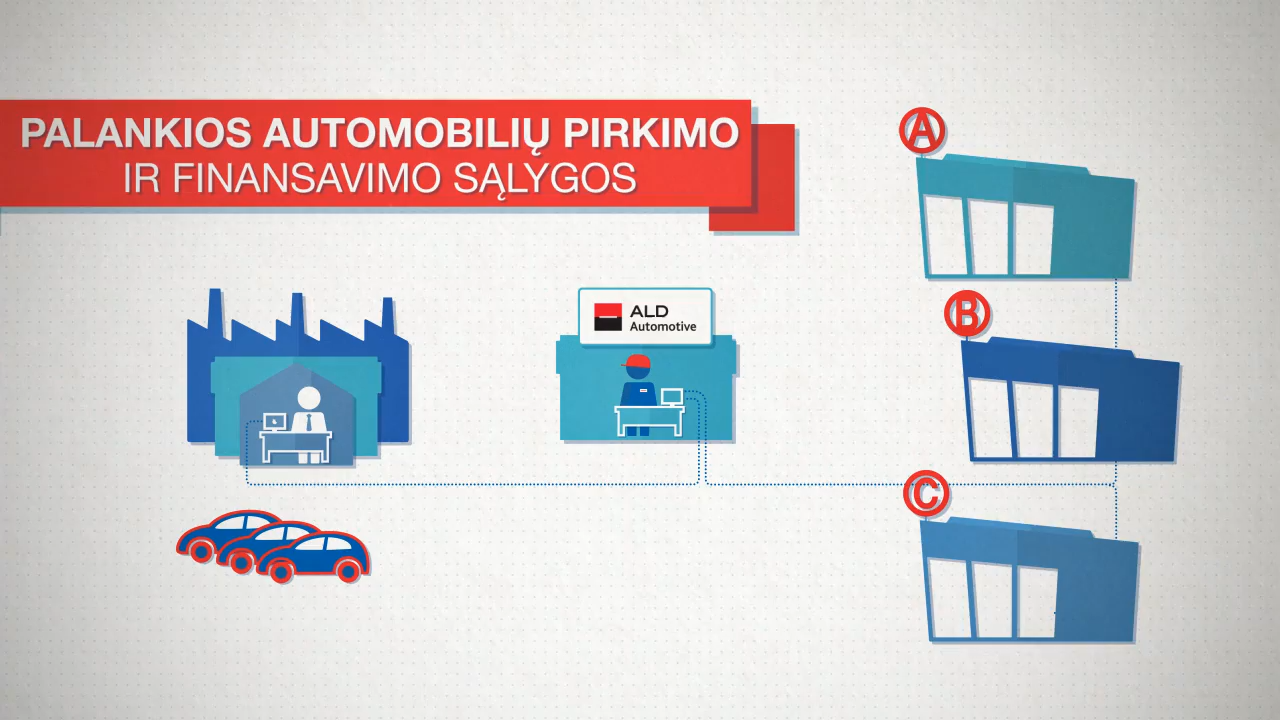 PALANKIOS AUTOMOBILIŲ PIRKIMO
IR FINANSAVIMO SĄLYGOS
ALD
Automotive
A
B
C